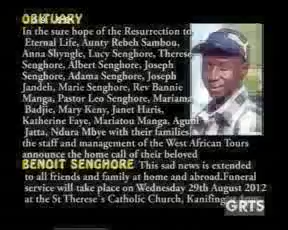 OBITUARY
In the sure hope of the Resurrection to
Eternal Life, Aunty Rebeh Sambou,
Anna Shyngle, Lucy Senghore, Therese
Senghore, Albert Senghore, Joseph
Senghore, Adama Senghore, Joseph
Jandeh, Marie Senghore, Rev Bannie
Manga, Pastor Leo Senghore, Mariama
Badjie, Mary Keny, Janet Haris,
Katherine Faye, Mariatou Manga, Agnes
Jatta, Ndura Mbye with their families
the staff and management of the West African Tours
announce the home call of their beloved
BENOIT SENGHORE This sad news is extended
to all friends and family at home and abroad.Funeral
service will take place on Wednesday 29th August 2012
at the St Therese`s Catholic Church, Kanifing
GRTS